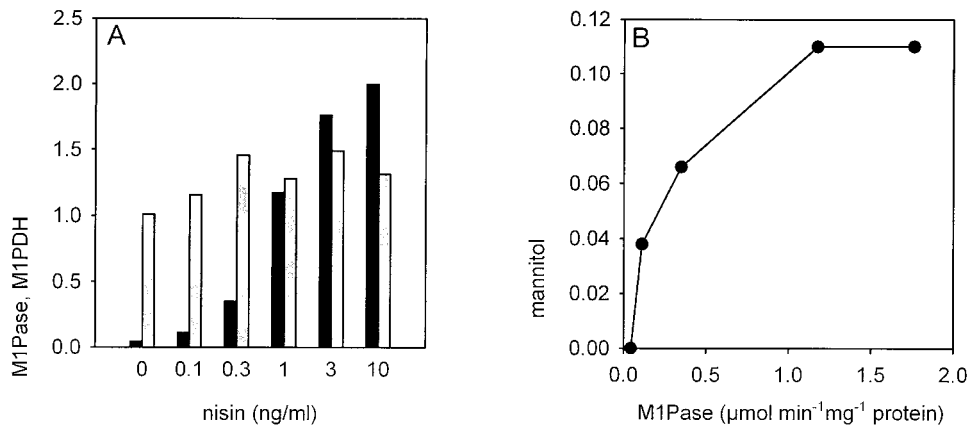 A
2.5
2.0
1.5
1.0
0.5
0.0
M1Pase, M1PDH
0 0.1 0.3 1 3 10
nisin (ng/ml)
B
0.12
0.10
0.08
0.06
0.04
0.02
0.00
mannitol
0.0 0.5 1.0 1.5 2.0
M1Pase (µmol min⁻¹mg⁻¹ protein)